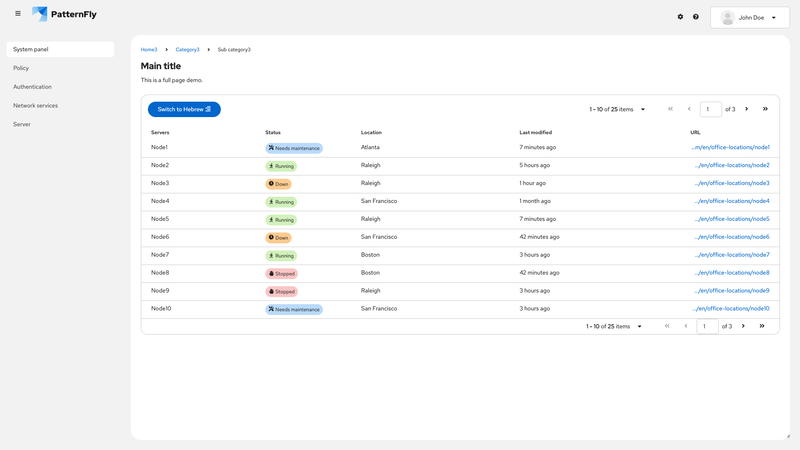 PatternFly
John Doe
System panel
Policy
Authentication
Network services
Server
Home3 Category3 Sub category3
Main title
This is a full page demo.
Switch to Hebrew 1 - 10 of 25 items 1 of 3
Servers Status Location Last modified URL
Node1 Needs maintenance Atlanta 7 minutes ago ...m/en/office-locations/node1
Node2 Running Raleigh 5 hours ago .../en/office-locations/node2
Node3 Down Raleigh 1 hour ago .../en/office-locations/node3
Node4 Running San Francisco 1 month ago .../en/office-locations/node4
Node5 Running Raleigh 7 minutes ago .../en/office-locations/node5
Node6 Down San Francisco 42 minutes ago .../en/office-locations/node6
Node7 Running Boston 3 hours ago .../en/office-locations/node7
Node8 Stopped Boston 42 minutes ago .../en/office-locations/node8
Node9 Stopped Raleigh 3 hours ago .../en/office-locations/node9
Node10 Needs maintenance San Francisco 3 hours ago .../en/office-locations/node10
1 - 10 of 25 items 1 of 3